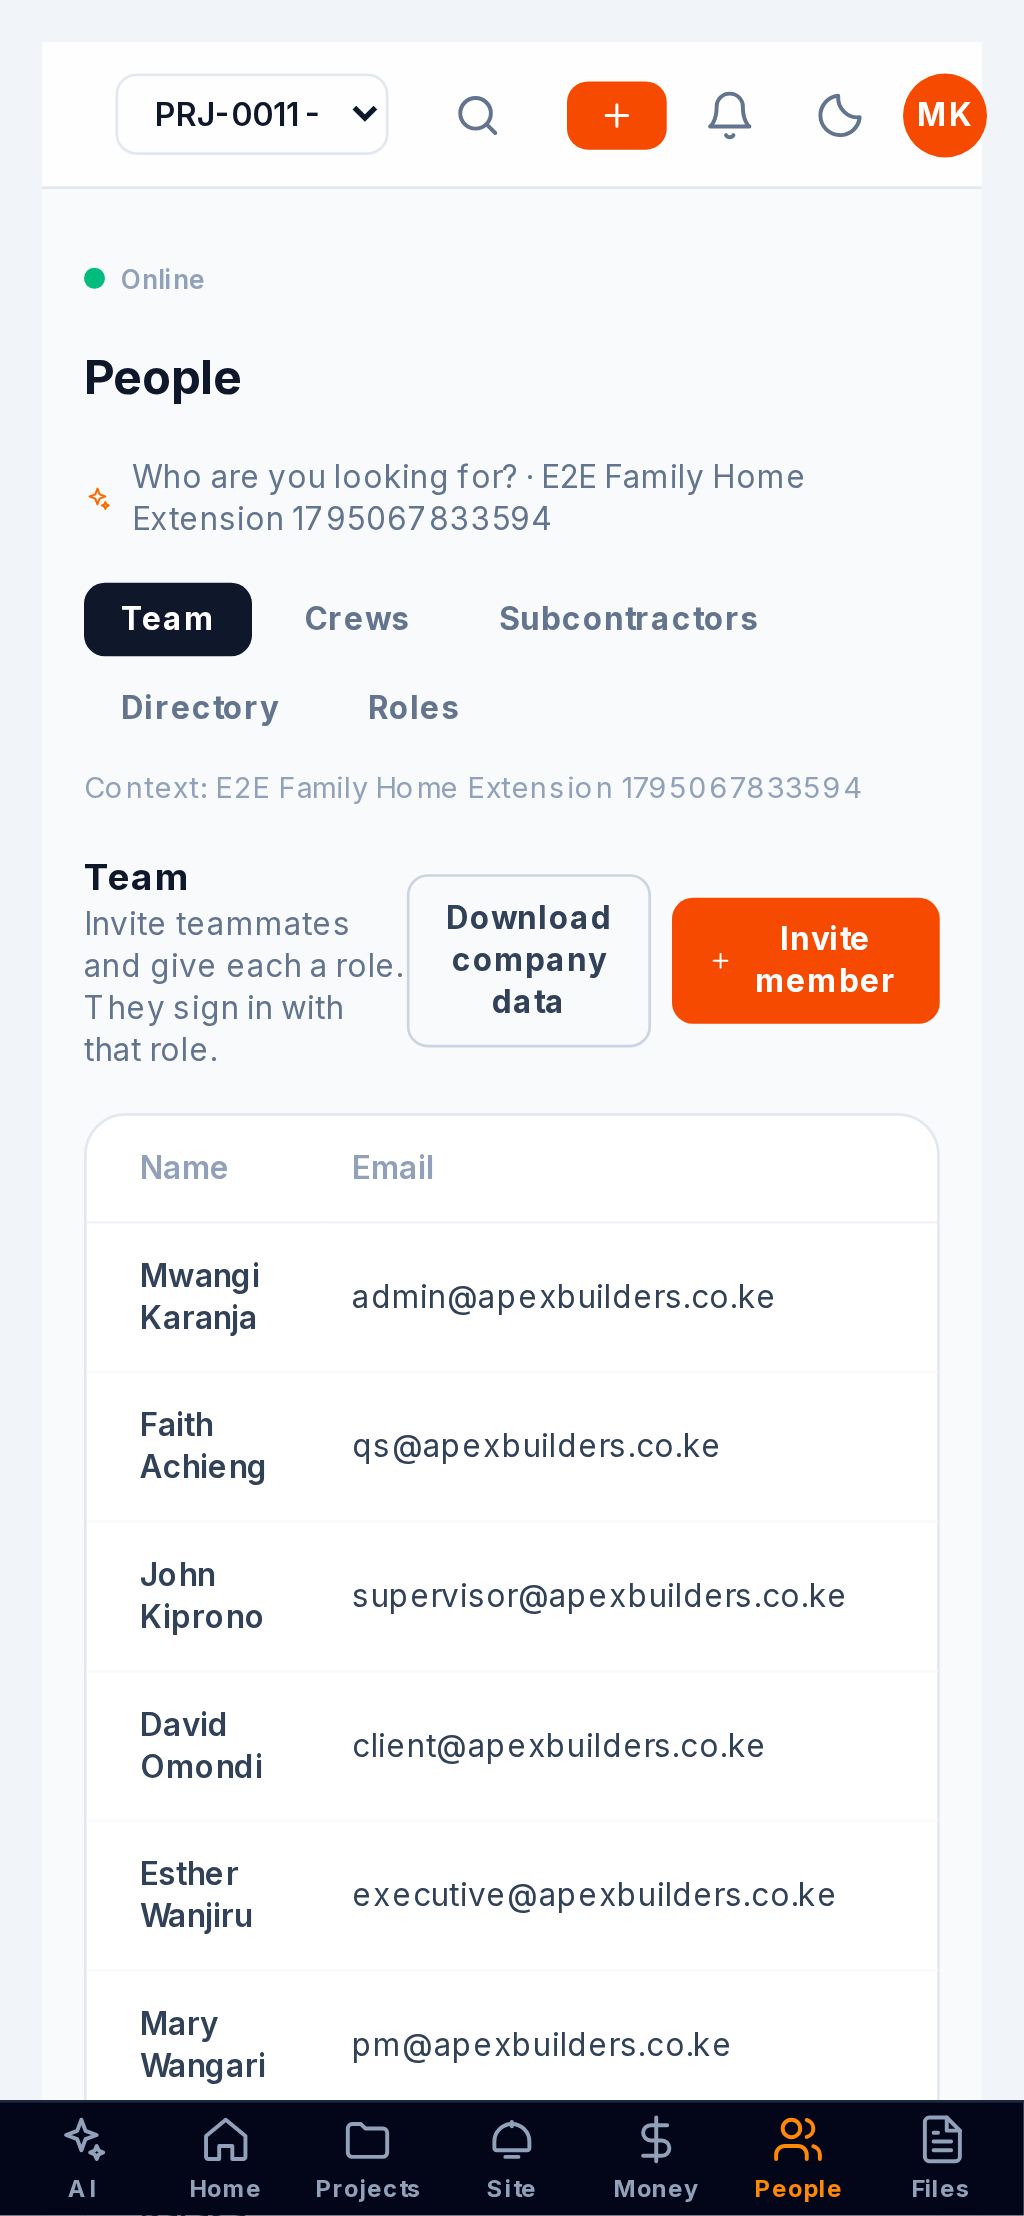 PRJ-0011 -
MK
Online
People
Who are you looking for? · E2E Family Home
Extension 1795067833594
Team
Crews
Subcontractors
Directory
Roles
Context: E2E Family Home Extension 1795067833594
Team
Invite teammates
and give each a role.
They sign in with
that role.
Download
company
data
Invite
member
Name
Email
Mwangi
Karanja
admin@apexbuilders.co.ke
Faith
Achieng
qs@apexbuilders.co.ke
John
Kiprono
supervisor@apexbuilders.co.ke
David
Omondi
client@apexbuilders.co.ke
Esther
Wanjiru
executive@apexbuilders.co.ke
Mary
Wangari
pm@apexbuilders.co.ke
AI
Home
Projects
Site
Money
People
Files